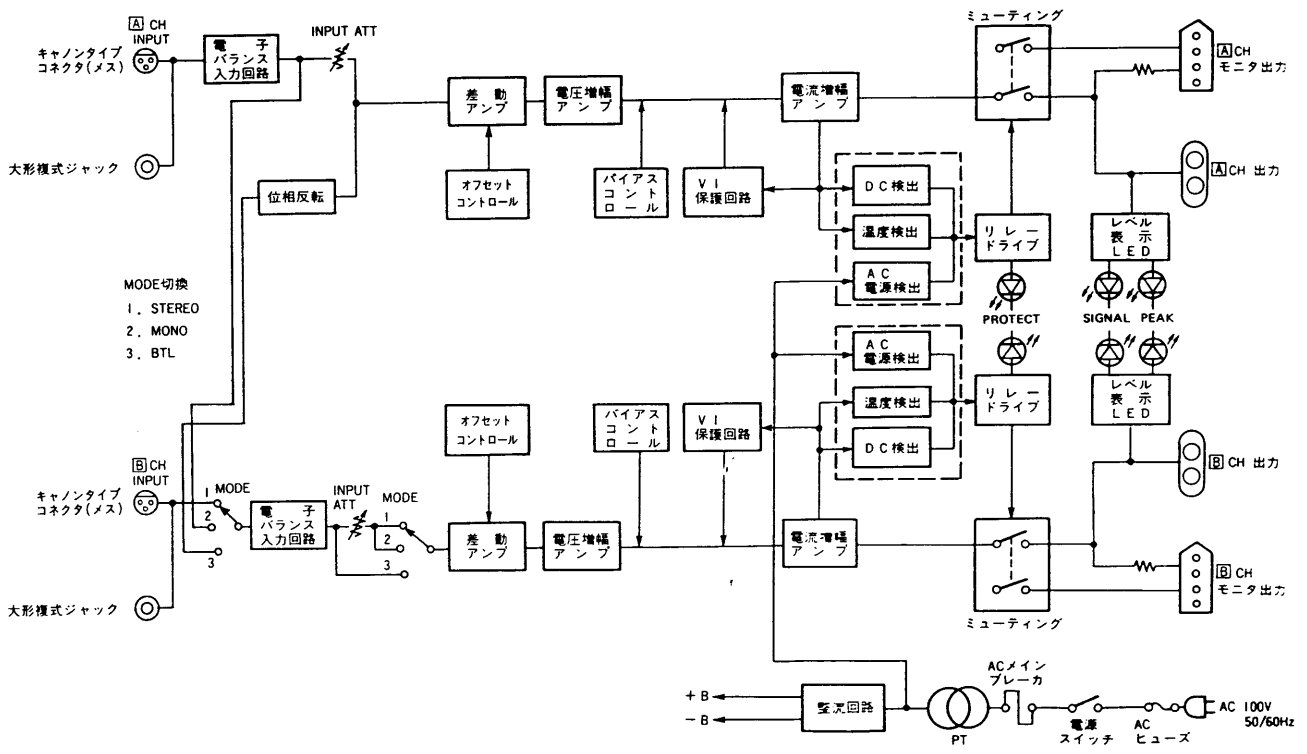 A CH
INPUT
キャノンタイプ
コネクタ(メス)
電子
バランス
入力回路
INPUT ATT
大形複式ジャック
位相反転
差動
アンプ
電圧増幅
アンプ
オフセット
コントロール
バイアス
コント
ロール
VI
保護回路
電流増幅
アンプ
DC検出
温度検出
AC
電源検出
ミューティング
リレー
ドライブ
A CH
モニタ出力
A CH 出力
レベル
表示
LED
PROTECT
SIGNAL PEAK
MODE切換
1. STEREO
2. MONO
3. BTL
AC
電源検出
温度検出
DC検出
リレー
ドライブ
レベル
表示
LED
オフセット
コントロール
バイアス
コント
ロール
VI
保護回路
B CH
INPUT
キャノンタイプ
コネクタ(メス)
1 MODE
2
3
電子
バランス
入力回路
INPUT
ATT
MODE
1
2
3
差動
アンプ
電圧増幅
アンプ
電流増幅
アンプ
大形複式ジャック
ミューティング
B CH 出力
B CH
モニタ出力
+B
-B
整流回路
PT
ACメイン
ブレーカ
電源
スイッチ
AC
ヒューズ
AC 100V
50/60Hz